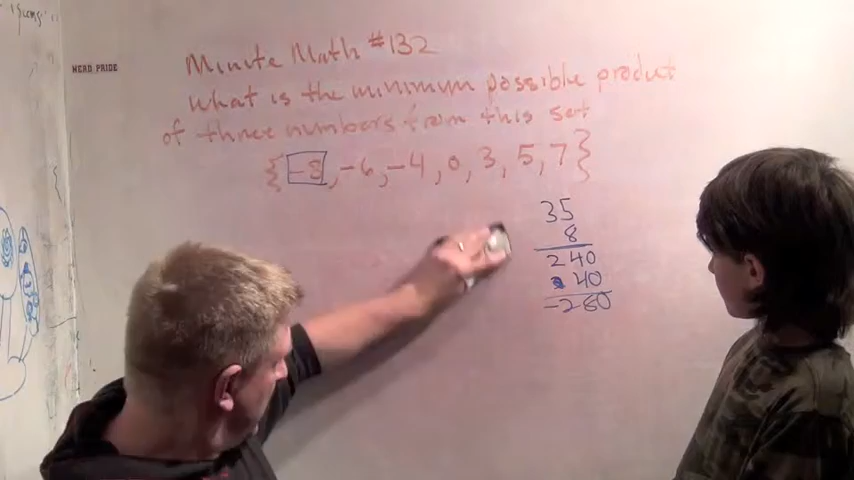 "Suns"
HERD PRIDE
Minute Math #132
What is the minimum possible product
of three numbers from this set
{-8, -6, -4, 0, 3, 5, 7}
35
8
240
40
-280